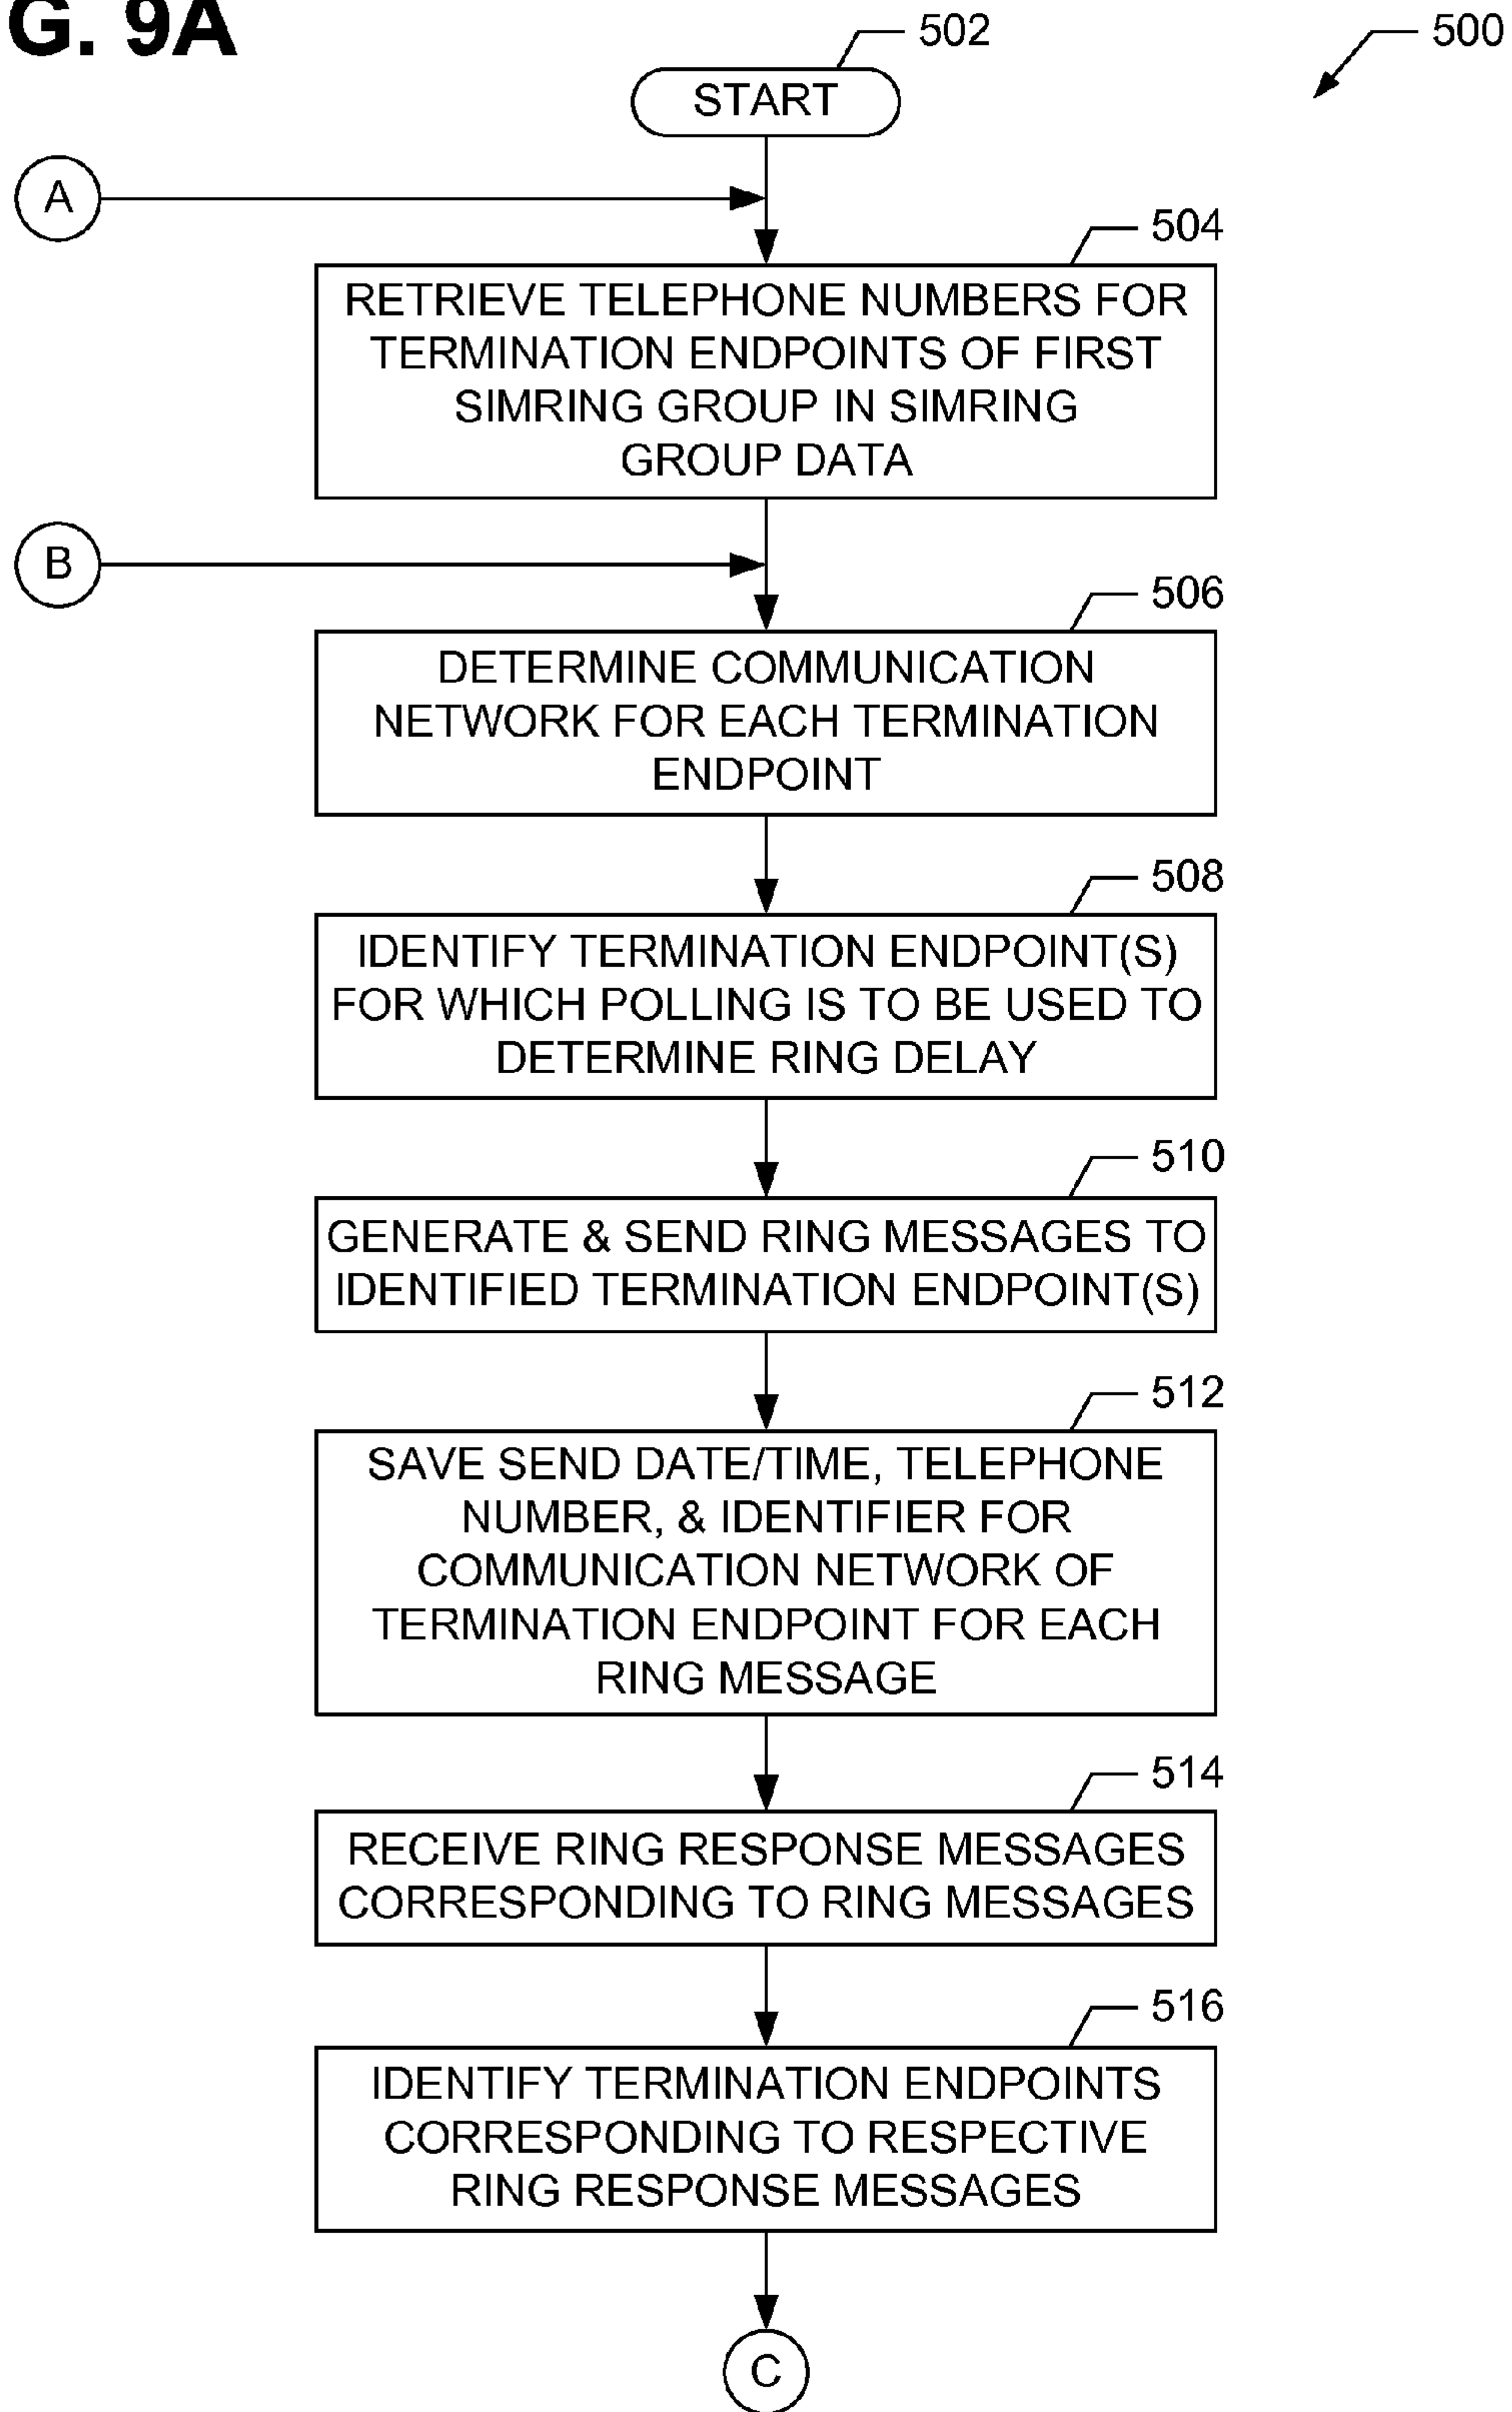 G. 9A
502
500
START
A
504
RETRIEVE TELEPHONE NUMBERS FOR
TERMINATION ENDPOINTS OF FIRST
SIMRING GROUP IN SIMRING
GROUP DATA
B
506
DETERMINE COMMUNICATION
NETWORK FOR EACH TERMINATION
ENDPOINT
508
IDENTIFY TERMINATION ENDPOINT(S)
FOR WHICH POLLING IS TO BE USED TO
DETERMINE RING DELAY
510
GENERATE & SEND RING MESSAGES TO
IDENTIFIED TERMINATION ENDPOINT(S)
512
SAVE SEND DATE/TIME, TELEPHONE
NUMBER, & IDENTIFIER FOR
COMMUNICATION NETWORK OF
TERMINATION ENDPOINT FOR EACH
RING MESSAGE
514
RECEIVE RING RESPONSE MESSAGES
CORRESPONDING TO RING MESSAGES
516
IDENTIFY TERMINATION ENDPOINTS
CORRESPONDING TO RESPECTIVE
RING RESPONSE MESSAGES
C